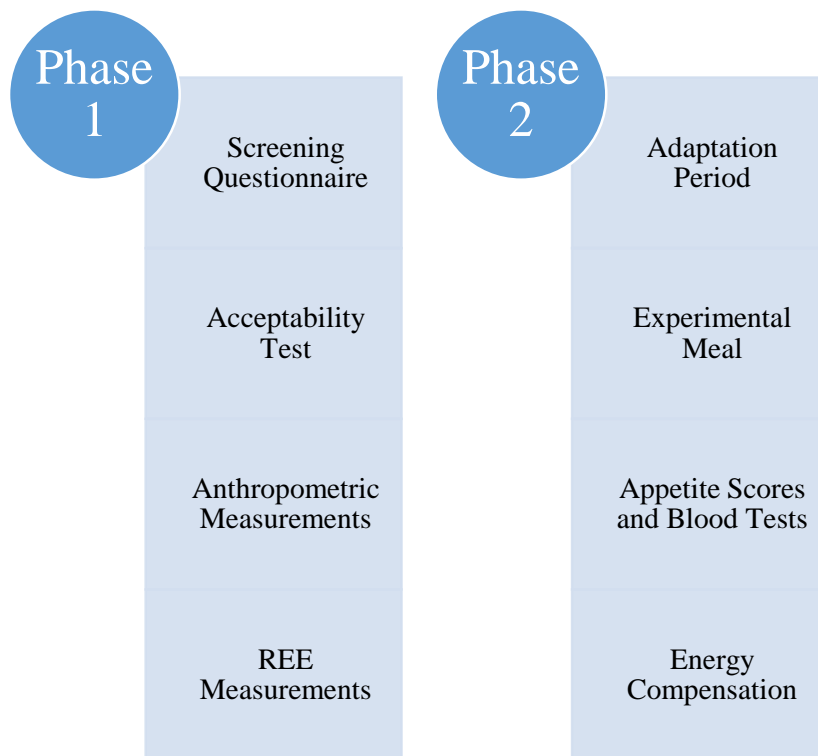 Phase
1
Screening
Questionnaire
Acceptability
Test
Anthropometric
Measurements
REE
Measurements
Phase
2
Adaptation
Period
Experimental
Meal
Appetite Scores
and Blood Tests
Energy
Compensation